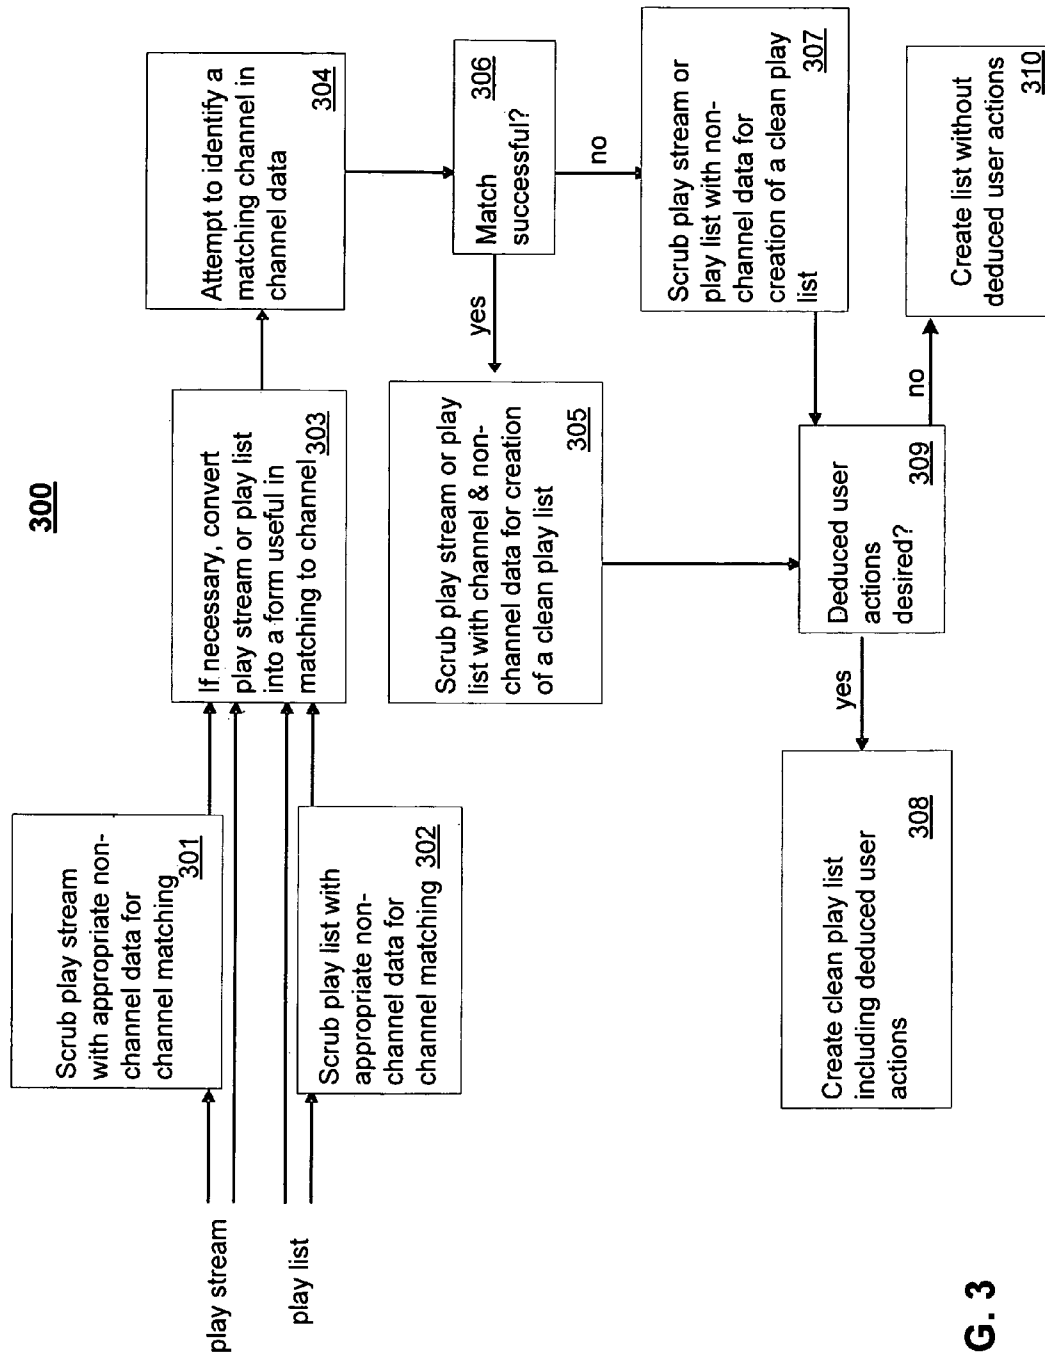 300
play stream
play list
Scrub play stream
with appropriate non-
channel data for
channel matching
301
Scrub play list with
appropriate non-
channel data for
channel matching 302
If necessary, convert
play stream or play list
into a form useful in
matching to channel
303
Attempt to identify a
matching channel in
channel data
304
Match
successful?
306
yes
no
Scrub play stream or play
list with channel & non-
channel data for creation
of a clean play list
305
Scrub play stream or
play list with non-
channel data for
creation of a clean play
list
307
Deduced user
actions
desired?
309
yes
no
Create clean play list
including deduced user
actions
308
Create list without
deduced user actions
310
G. 3